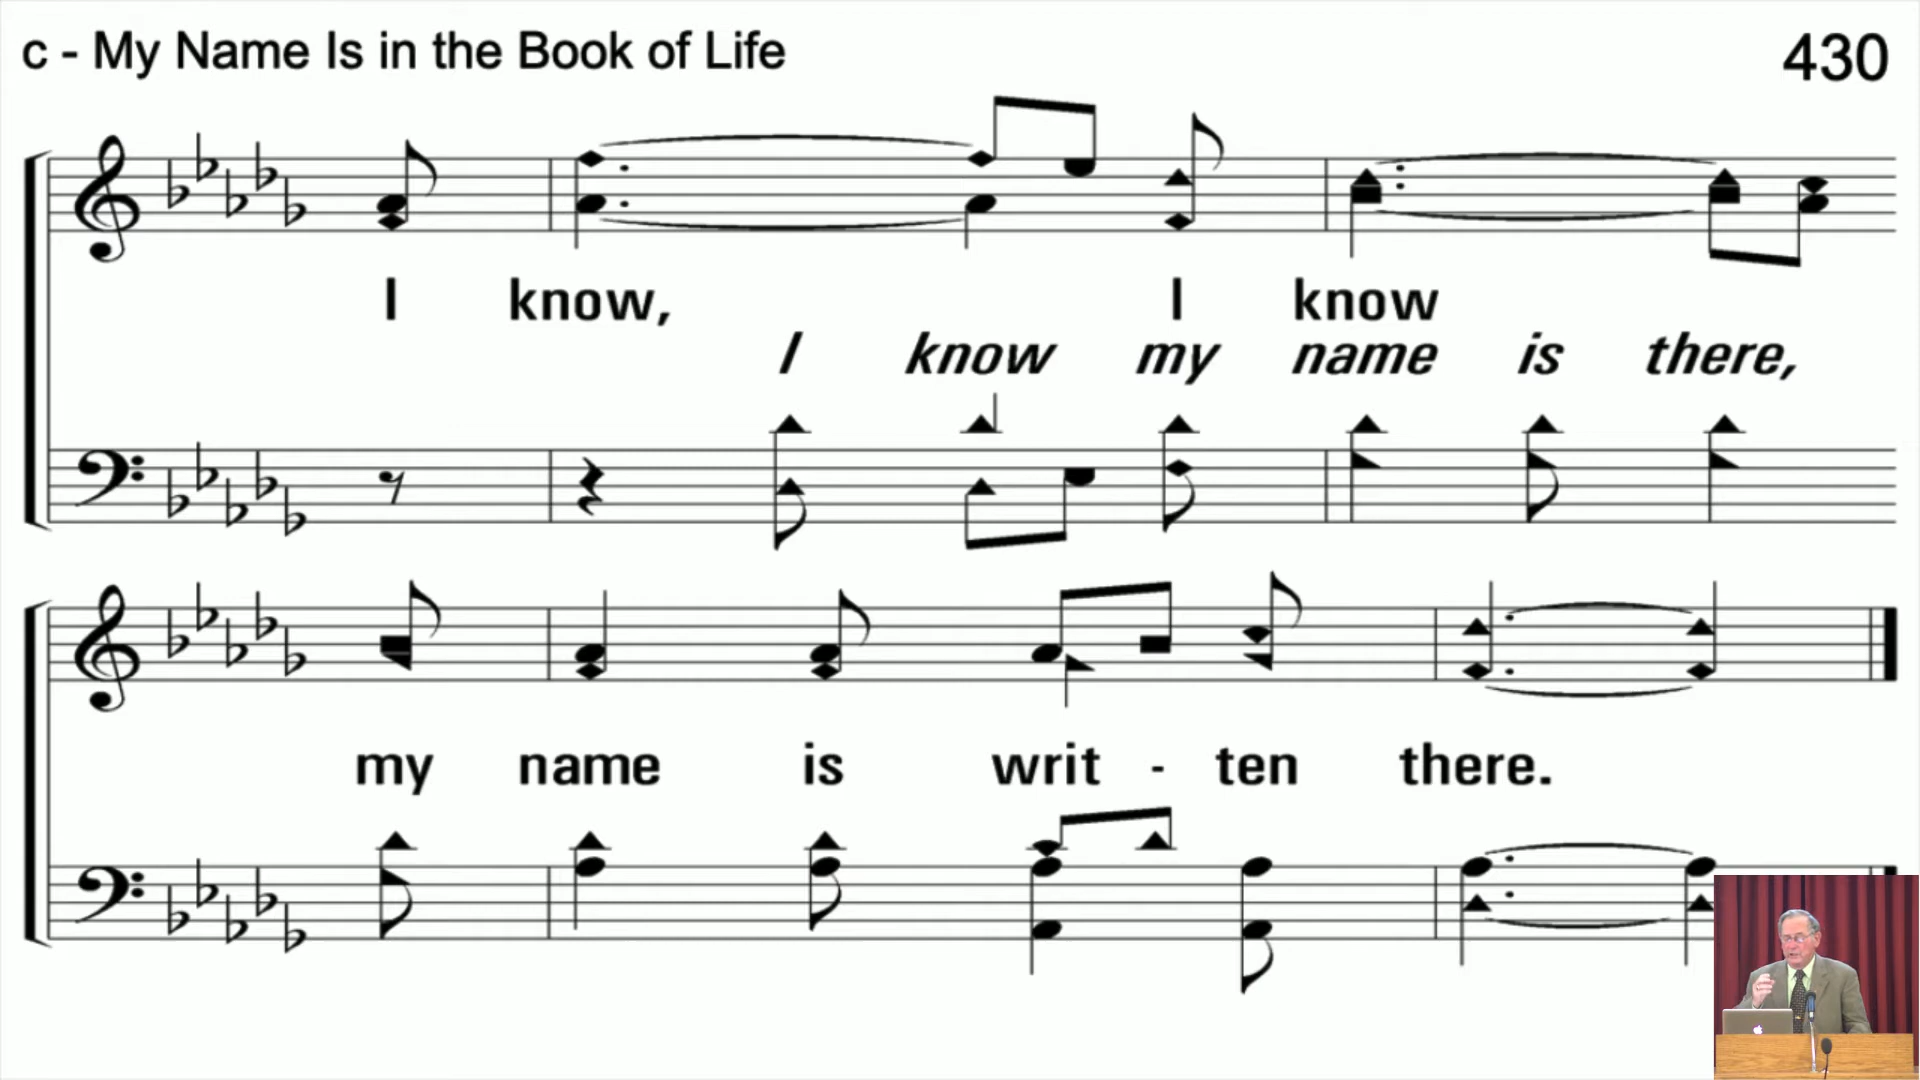 c - My Name Is in the Book of Life
430
I know, I know
I know my name is there,
my name is writ - ten there.